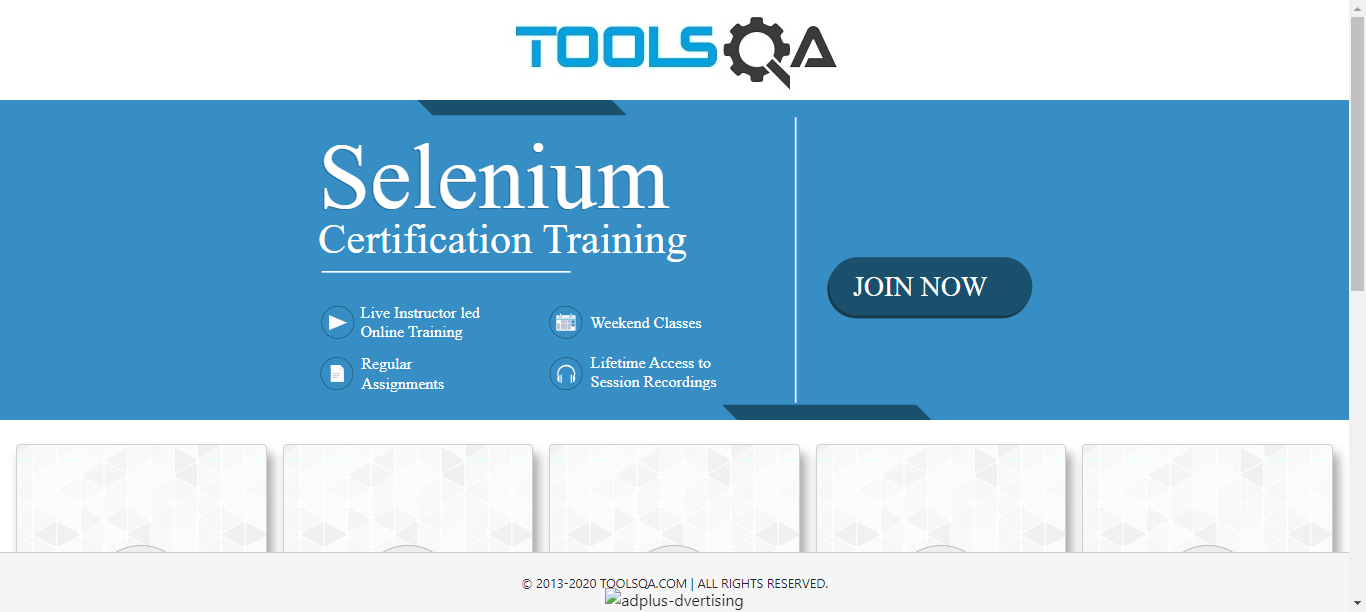 TOOLSQA
Selenium
Certification Training
Live Instructor led
Online Training
Weekend Classes
Regular
Assignments
Lifetime Access to
Session Recordings
JOIN NOW
© 2013-2020 TOOLSQA.COM | ALL RIGHTS RESERVED.
adplus-dvertising